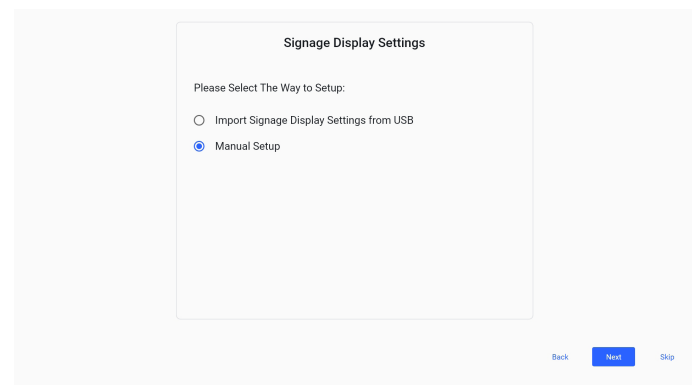 Signage Display Settings
Please Select The Way to Setup:
Import Signage Display Settings from USB
Manual Setup
Back Next Skip